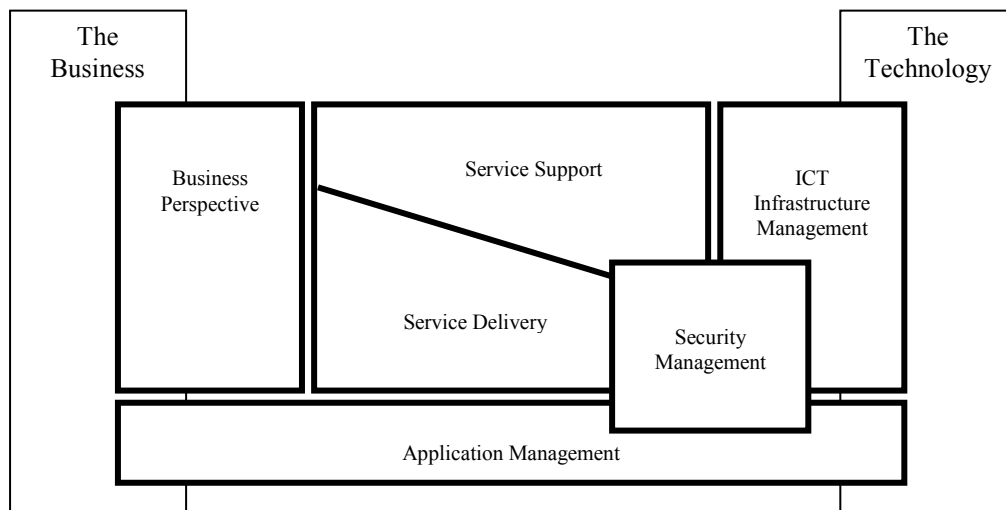 The
Business
The
Technology
Business
Perspective
Service Support
ICT
Infrastructure
Management
Service Delivery
Security
Management
Application Management